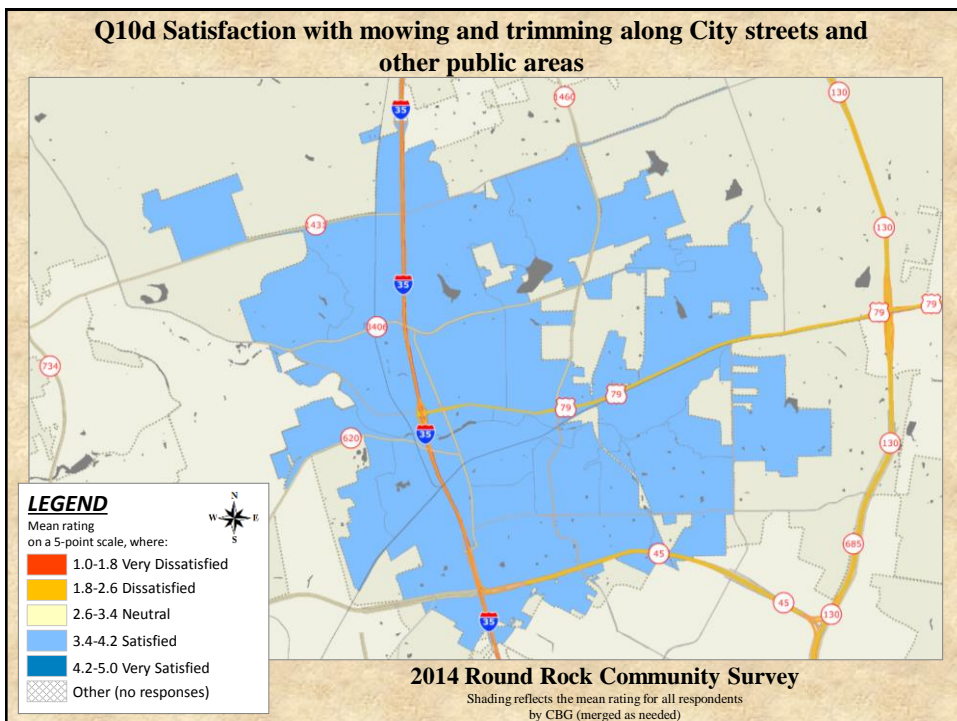 Q10d Satisfaction with mowing and trimming along City streets and
other public areas
35
1460
130
1431
130
35
79
79
3406
734
79
79
35
620
130
685
45
45
130
35
LEGEND
Mean rating
on a 5-point scale, where:
N
W
E
S
1.0-1.8 Very Dissatisfied
1.8-2.6 Dissatisfied
2.6-3.4 Neutral
3.4-4.2 Satisfied
4.2-5.0 Very Satisfied
Other (no responses)
2014 Round Rock Community Survey
Shading reflects the mean rating for all respondents
by CBG (merged as needed)